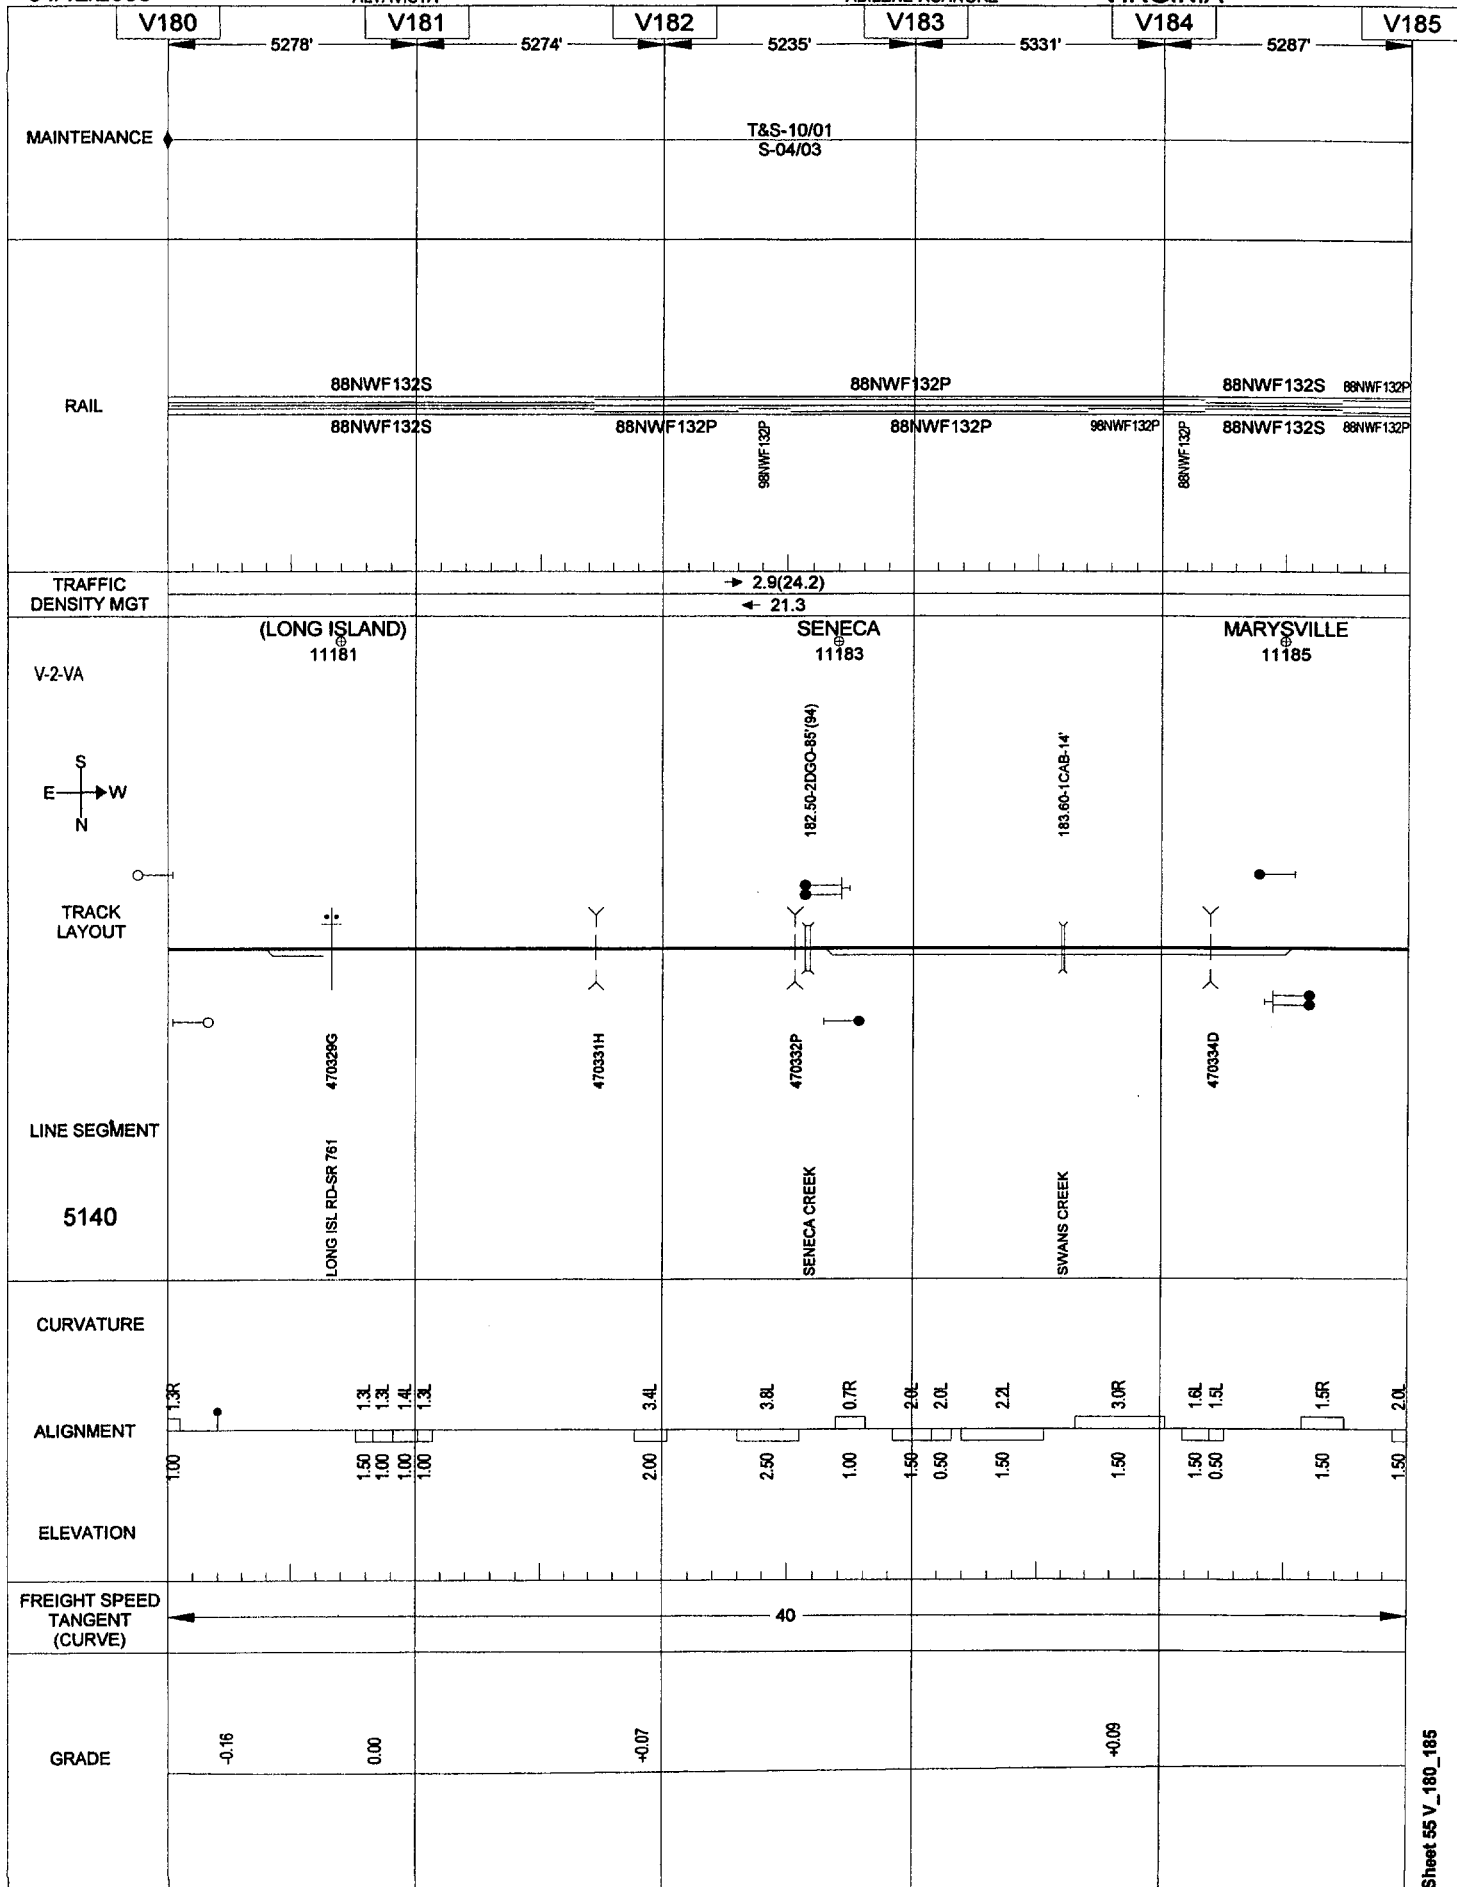 ALTAVISTA
VIRGINIA
V180
V181
V182
V183
V184
V185
5278'
5274'
5235'
5331'
5287'
MAINTENANCE
T&S-10/01
S-04/03
RAIL
88NWF132S
88NWF132P
88NWF132S
88NWF132P
88NWF132S
88NWF132P
98NWF132P
88NWF132P
98NWF132P
88NWF132P
88NWF132S
88NWF132P
TRAFFIC
DENSITY MGT
2.9(24.2)
21.3
(LONG ISLAND)
11181
SENECA
11183
MARYSVILLE
11185
V-2-VA
S
E W
N
182.50-2DGO-85'(94)
183.60-1CAB-14'
TRACK
LAYOUT
470329G
470331H
470332P
470334D
LINE SEGMENT
5140
LONG ISL RD-SR 761
SENECA CREEK
SWANS CREEK
CURVATURE
1.3R
1.3L
1.3L
1.4L
1.3L
3.4L
3.8L
0.7R
2.0L
2.0L
2.2L
3.0R
1.6L
1.5L
1.5R
2.0L
ALIGNMENT
1.00
1.50
1.00
1.00
1.00
2.00
2.50
1.00
1.50
0.50
1.50
1.50
1.50
0.50
1.50
1.50
ELEVATION
FREIGHT SPEED
TANGENT
(CURVE)
40
GRADE
-0.16
0.00
+0.07
+0.09
Sheet 55 V_180_185